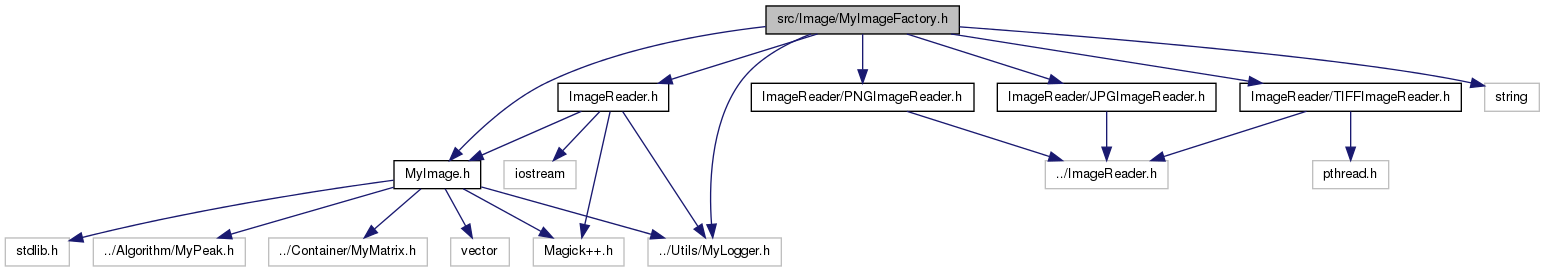 src/Image/MyImageFactory.h
ImageReader.h
ImageReader/PNGImageReader.h
ImageReader/JPGImageReader.h
ImageReader/TIFFImageReader.h
string
MyImage.h
iostream
../ImageReader.h
pthread.h
stdlib.h
../Algorithm/MyPeak.h
../Container/MyMatrix.h
vector
Magick++.h
../Utils/MyLogger.h